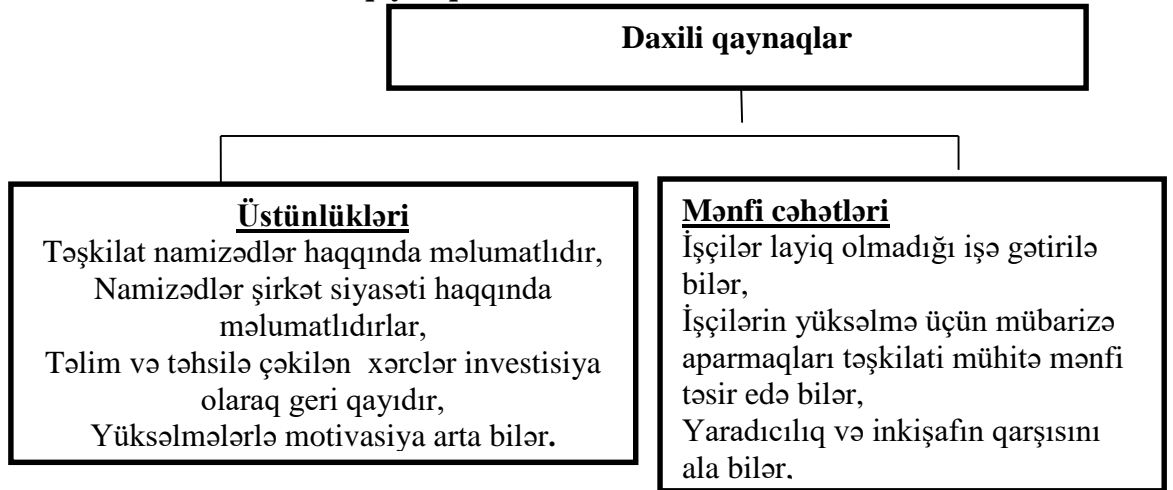 Daxili qaynaqlar
Üstünlükləri
Təşkilat namizədlər haqqında məlumatlıdır,
Namizədlər şirkət siyasəti haqqında
məlumatlıdırlar,
Təlim və təhsilə çəkilən xərclər investisiya
olaraq geri qayıdır,
Yüksəlmələrlə motivasiya arta bilər.
Mənfi cəhətləri
İşçilər layiq olmadığı işə gətirilə
bilər,
İşçilərin yüksəlmə üçün mübarizə
aparmaqları təşkilati mühitə mənfi
təsir edə bilər,
Yaradıcılıq və inkişafın qarşısını
ala bilər.